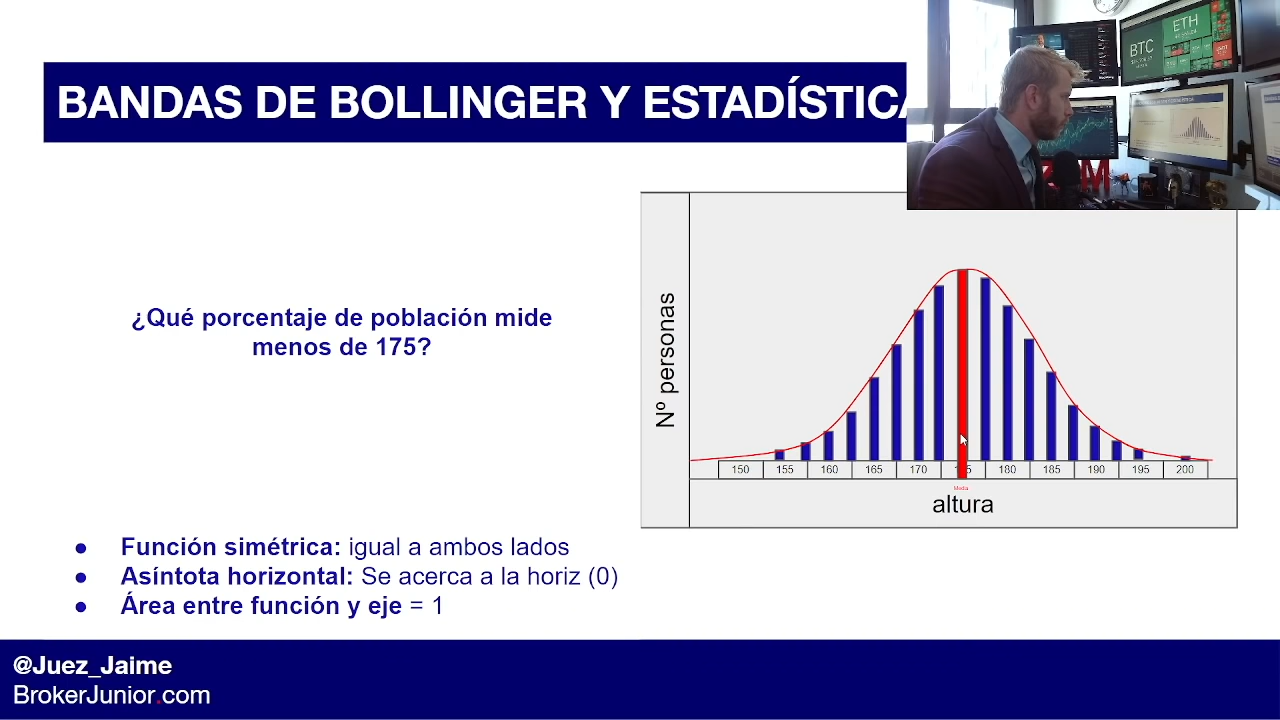 BANDAS DE BOLLINGER Y ESTADÍSTICA
BTC
ETH
¿Qué porcentaje de población mide
menos de 175?
Nº personas
150 155 160 165 170 180 185 190 195 200
Media
altura
● Función simétrica: igual a ambos lados
● Asíntota horizontal: Se acerca a la horiz (0)
● Área entre función y eje = 1
@Juez_Jaime
BrokerJunior.com